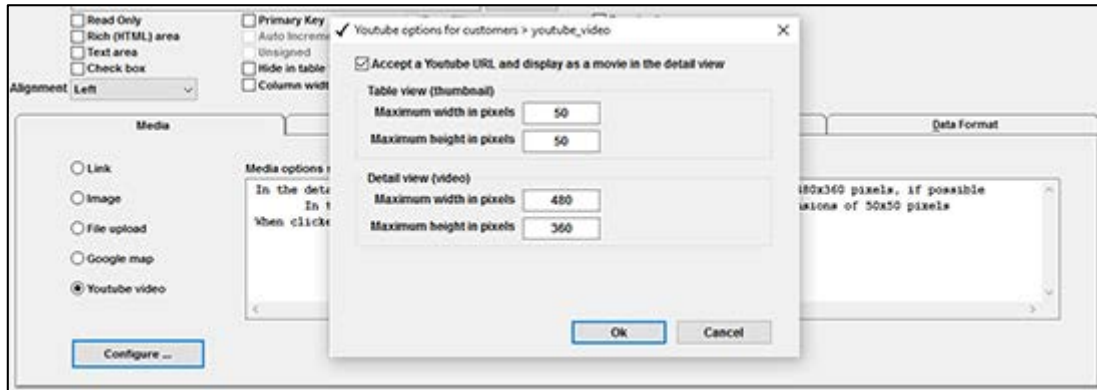 Read Only
Rich (HTML) area
Text area
Check box
Alignment Left
Primary Key
Auto Increme
Unsigned
Hide in table
Column widt
Youtube options for customers > youtube_video
Accept a Youtube URL and display as a movie in the detail view
Table view (thumbnail)
Maximum width in pixels 50
Maximum height in pixels 50
Detail view (video)
Maximum width in pixels 480
Maximum height in pixels 360
Ok Cancel
Media
Data Format
Link
Image
File upload
Google map
Youtube video
Configure ...
Media options
In the deta
480x360 pixels, if possible
In t
nsions of 50x50 pixels
When clicke